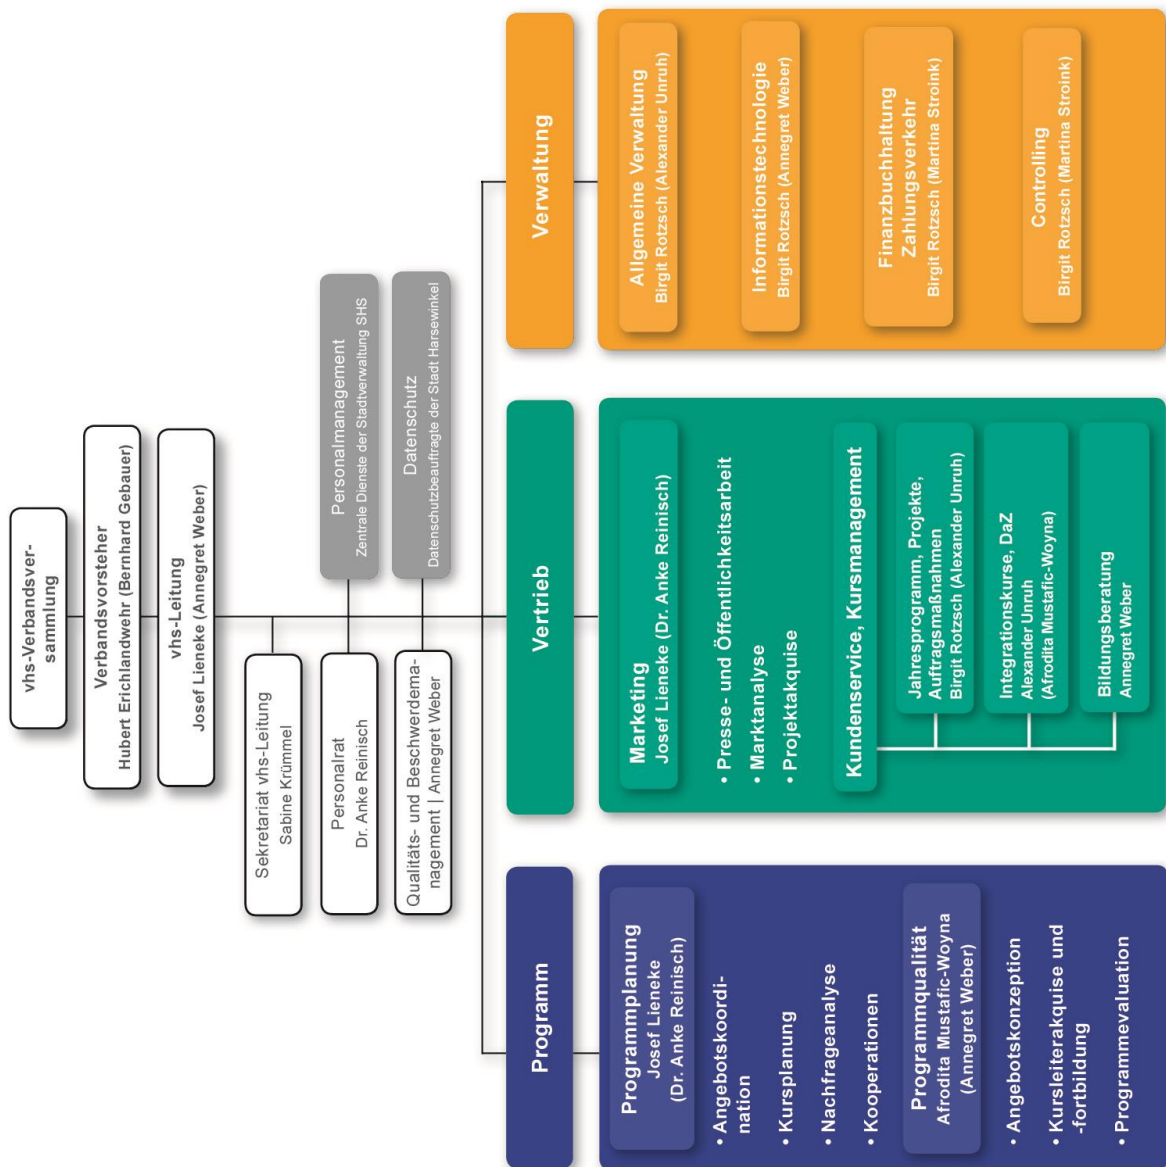 vhs-Verbandsver-
sammlung
Verbandsvorsteher
Hubert Erichlandwehr (Bernhard Gebauer)
vhs-Leitung
Josef Lieneke (Annegret Weber)
Sekretariat vhs-Leitung
Sabine Krümmel
Personalrat
Dr. Anke Reinisch
Personalmanagement
Zentrale Dienste der Stadtverwaltung SHS
Qualitäts- und Beschwerdema-
nagement | Annegret Weber
Datenschutz
Datenschutzbeauftragte der Stadt Harsewinkel
Programm
Programmplanung
Josef Lieneke
(Dr. Anke Reinisch)
• Angebotskoordi-
nation
• Kursplanung
• Nachfrageanalyse
• Kooperationen
Programmqualität
Afrodita Mustafic-Woyna
(Annegret Weber)
• Angebotskonzeption
• Kursleiterakquise und
-fortbildung
• Programmevaluation
Vertrieb
Marketing
Josef Lieneke (Dr. Anke Reinisch)
• Presse- und Öffentlichkeitsarbeit
• Marktanalyse
• Projektakquise
Kundenservice, Kursmanagement
Jahresprogramm, Projekte,
Auftragsmaßnahmen
Birgit Rotzsch (Alexander Unruh)
Integrationskurse, DaZ
Alexander Unruh
(Afrodita Mustafic-Woyna)
Bildungsberatung
Annegret Weber
Verwaltung
Allgemeine Verwaltung
Birgit Rotzsch (Alexander Unruh)
Informationstechnologie
Birgit Rotzsch (Annegret Weber)
Finanzbuchhaltung
Zahlungsverkehr
Birgit Rotzsch (Martina Stroink)
Controlling
Birgit Rotzsch (Martina Stroink)